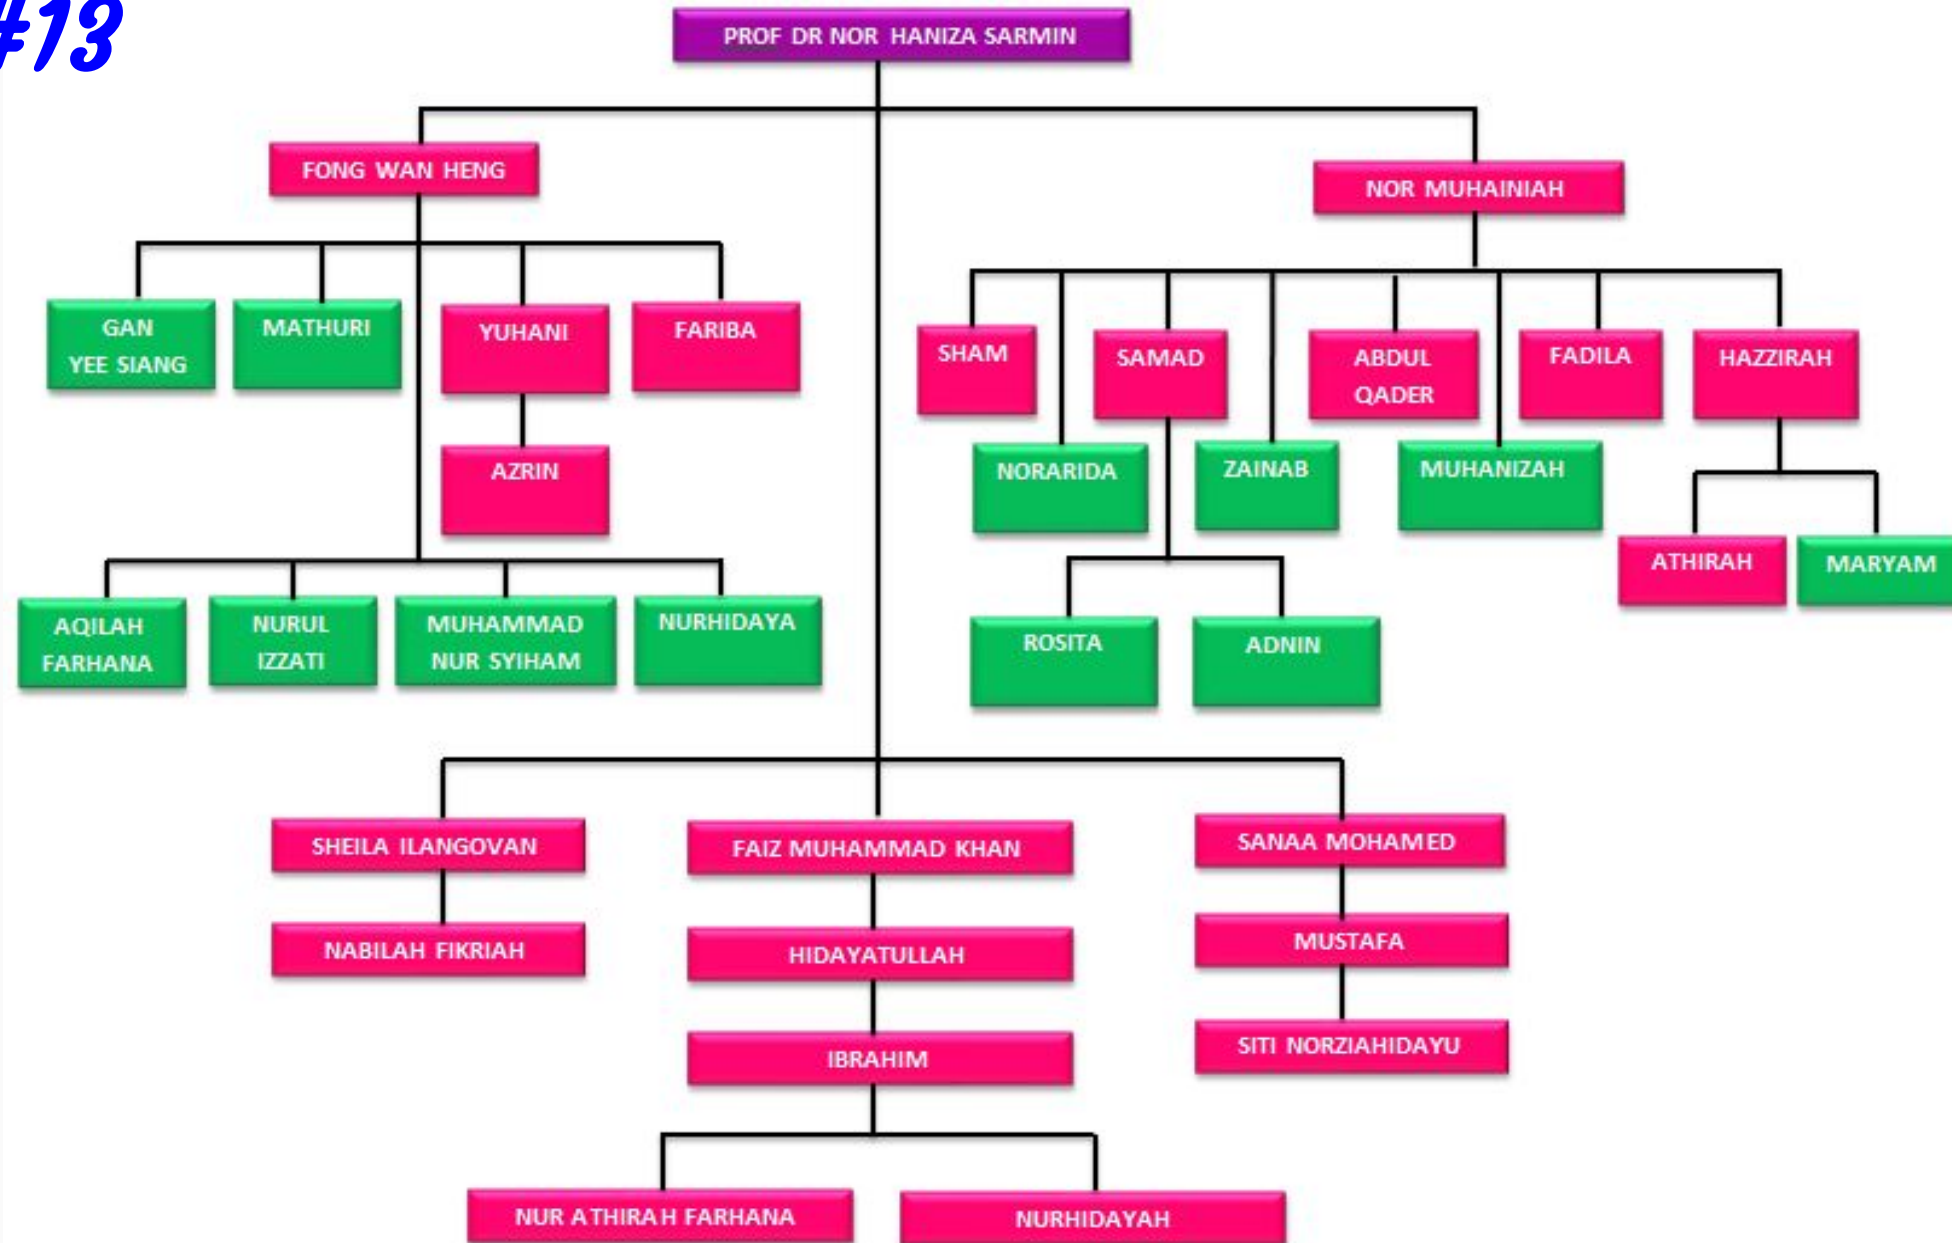 #13
PROF DR NOR HANIZA SARMIN
FONG WAN HENG
NOR MUHAINIAH
GAN
YEE SIANG
MATHURI
YUHANI
FARIBA
AZRIN
AQILAH
FARHANA
NURUL
IZZATI
MUHAMMAD
NUR SYIHAM
NURHIDAYA
SHAM
SAMAD
ABDUL
QADER
FADILA
HAZZIRAH
NORARIDA
ZAINAB
MUHANIZAH
ATHIRAH
MARYAM
ROSITA
ADNIN
SHEILA ILANGOVAN
FAIZ MUHAMMAD KHAN
SANAA MOHAMED
NABILAH FIKRIAH
HIDAYATULLAH
MUSTAFA
IBRAHIM
SITI NORZIAHIDAYU
NUR ATHIRAH FARHANA
NURHIDAYAH